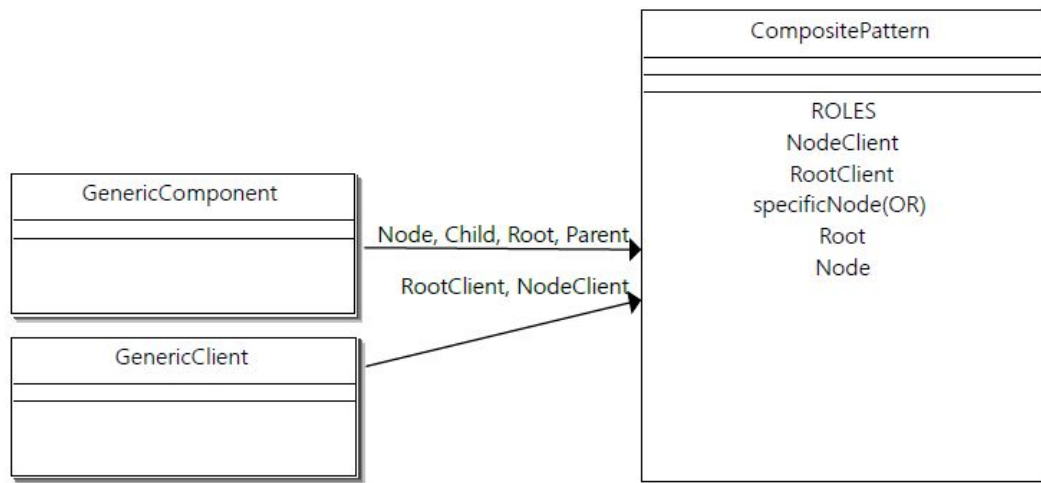 CompositePattern
ROLES
NodeClient
RootClient
specificNode(OR)
Root
Node
GenericComponent
Node, Child, Root, Parent
RootClient, NodeClient
GenericClient